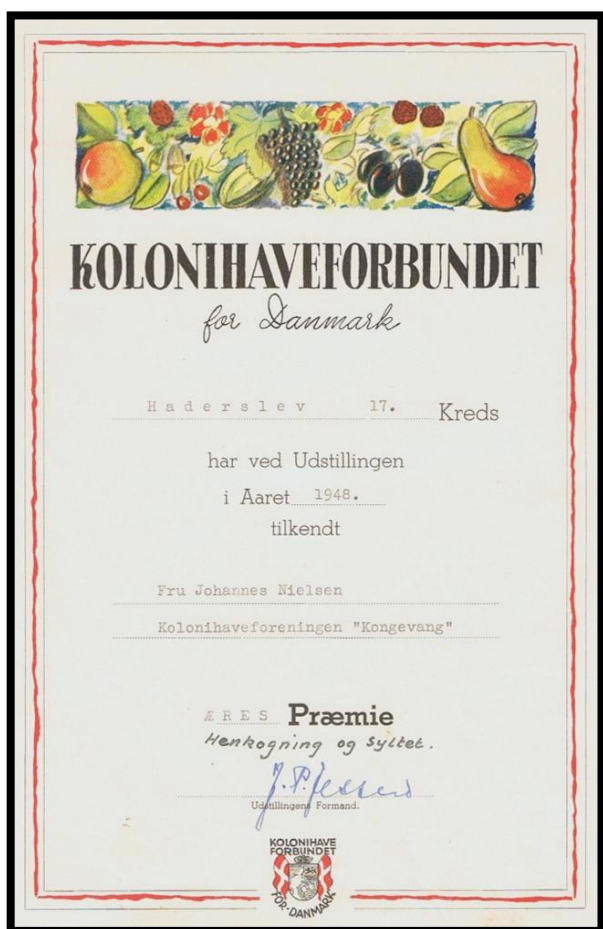 KOLONIHAVEFORBUNDET
for Danmark
Haderslev 17. Kreds
har ved Udstillingen
i Aaret 1948.
tilkendt
Fru Johannes Nielsen
Kolonihaveforeningen "Kongevang"
ÆRES Præmie
Henkogning og Syltet.
J. P. Jessen
Udstillingens Formand.
KOLONIHAVE
FORBUNDET
FOR·DANMARK